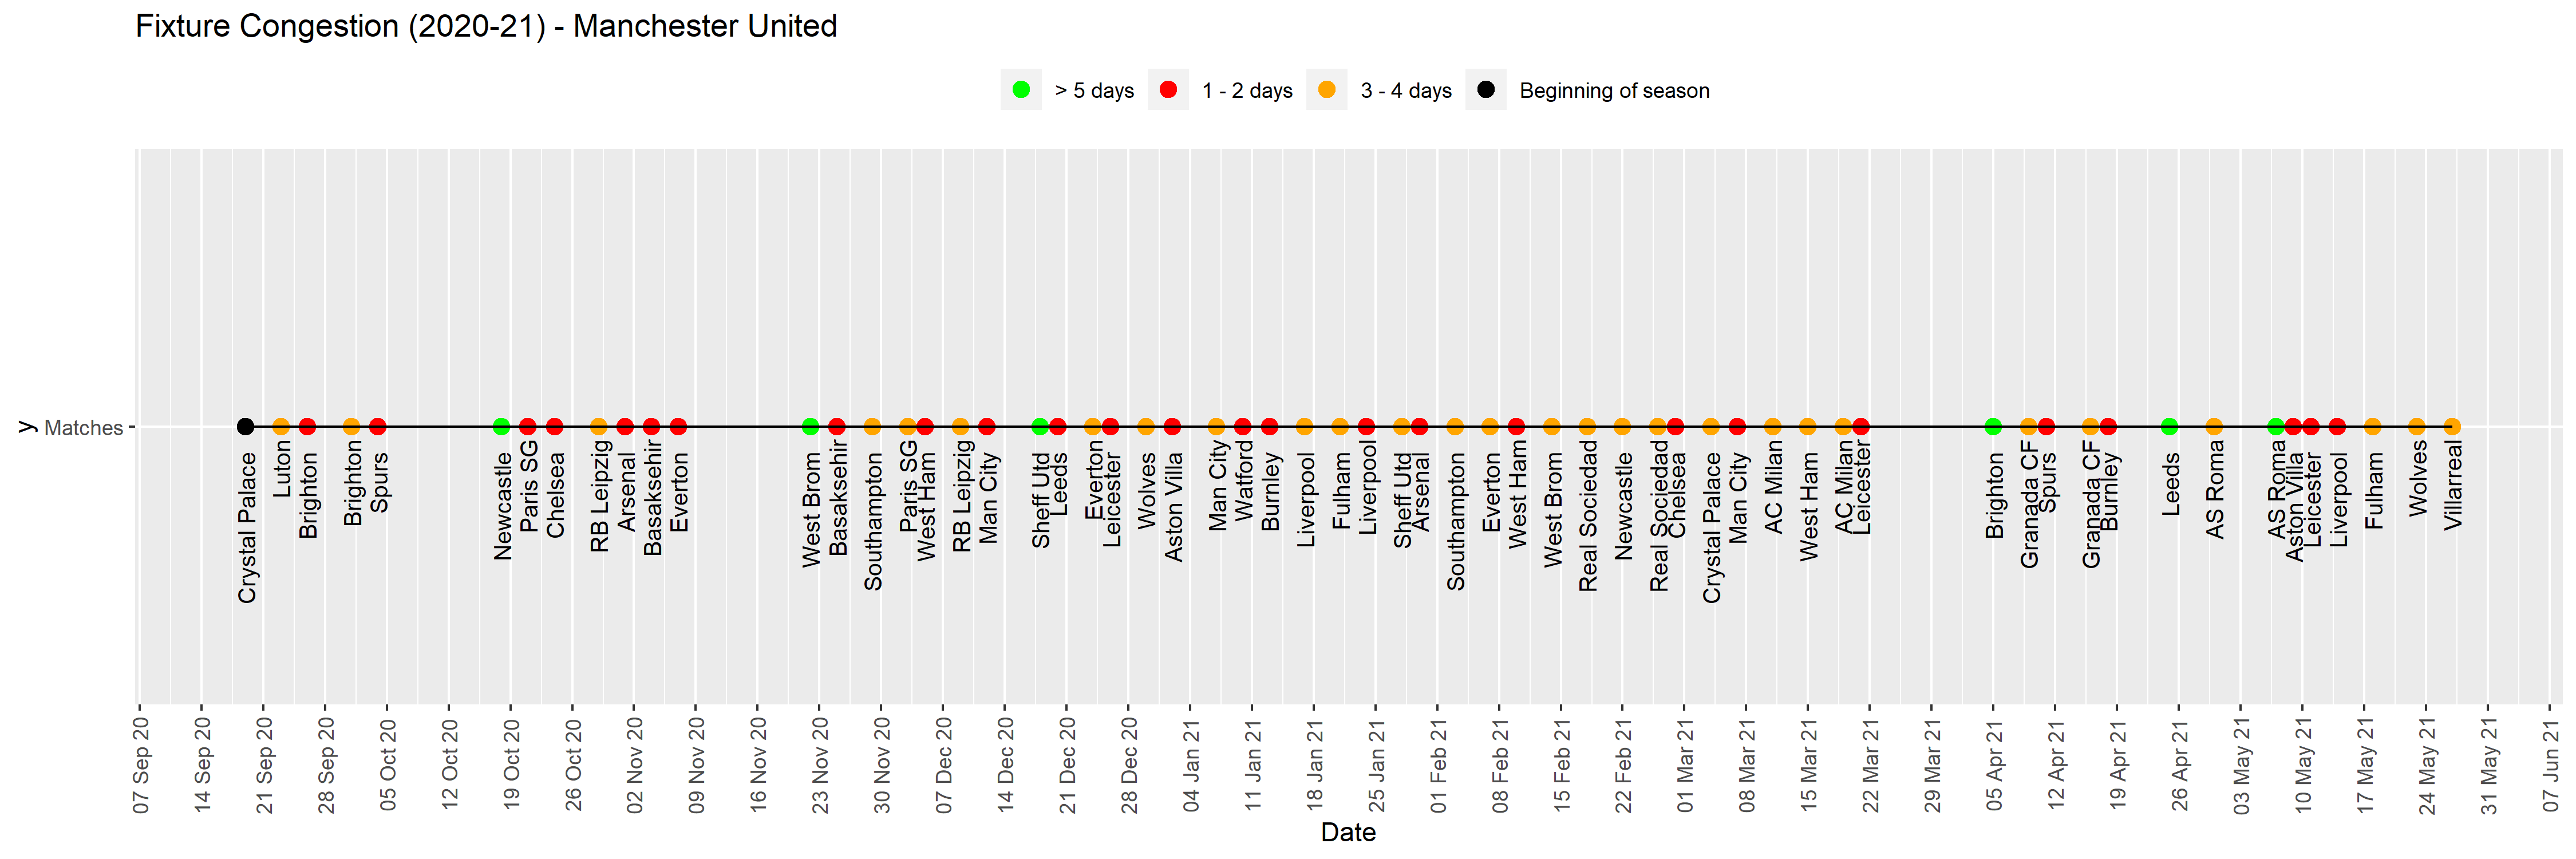 Fixture Congestion (2020-21) - Manchester United
> 5 days
1 - 2 days
3 - 4 days
Beginning of season
y
Matches
Crystal Palace
Luton
Brighton
Brighton
Spurs
Newcastle
Paris SG
Chelsea
RB Leipzig
Arsenal
Basaksehir
Everton
West Brom
Basaksehir
Southampton
Paris SG
West Ham
RB Leipzig
Man City
Sheff Utd
Leeds
Everton
Leicester
Wolves
Aston Villa
Man City
Watford
Burnley
Liverpool
Fulham
Liverpool
Sheff Utd
Arsenal
Southampton
Everton
West Ham
West Brom
Real Sociedad
Newcastle
Real Sociedad
Chelsea
Crystal Palace
Man City
AC Milan
West Ham
AC Milan
Leicester
Brighton
Granada CF
Spurs
Granada CF
Burnley
Leeds
AS Roma
AS Roma
Aston Villa
Leicester
Liverpool
Fulham
Wolves
Villarreal
07 Sep 20
14 Sep 20
21 Sep 20
28 Sep 20
05 Oct 20
12 Oct 20
19 Oct 20
26 Oct 20
02 Nov 20
09 Nov 20
16 Nov 20
23 Nov 20
30 Nov 20
07 Dec 20
14 Dec 20
21 Dec 20
28 Dec 20
04 Jan 21
11 Jan 21
18 Jan 21
25 Jan 21
01 Feb 21
08 Feb 21
15 Feb 21
22 Feb 21
01 Mar 21
08 Mar 21
15 Mar 21
22 Mar 21
29 Mar 21
05 Apr 21
12 Apr 21
19 Apr 21
26 Apr 21
03 May 21
10 May 21
17 May 21
24 May 21
31 May 21
07 Jun 21
Date